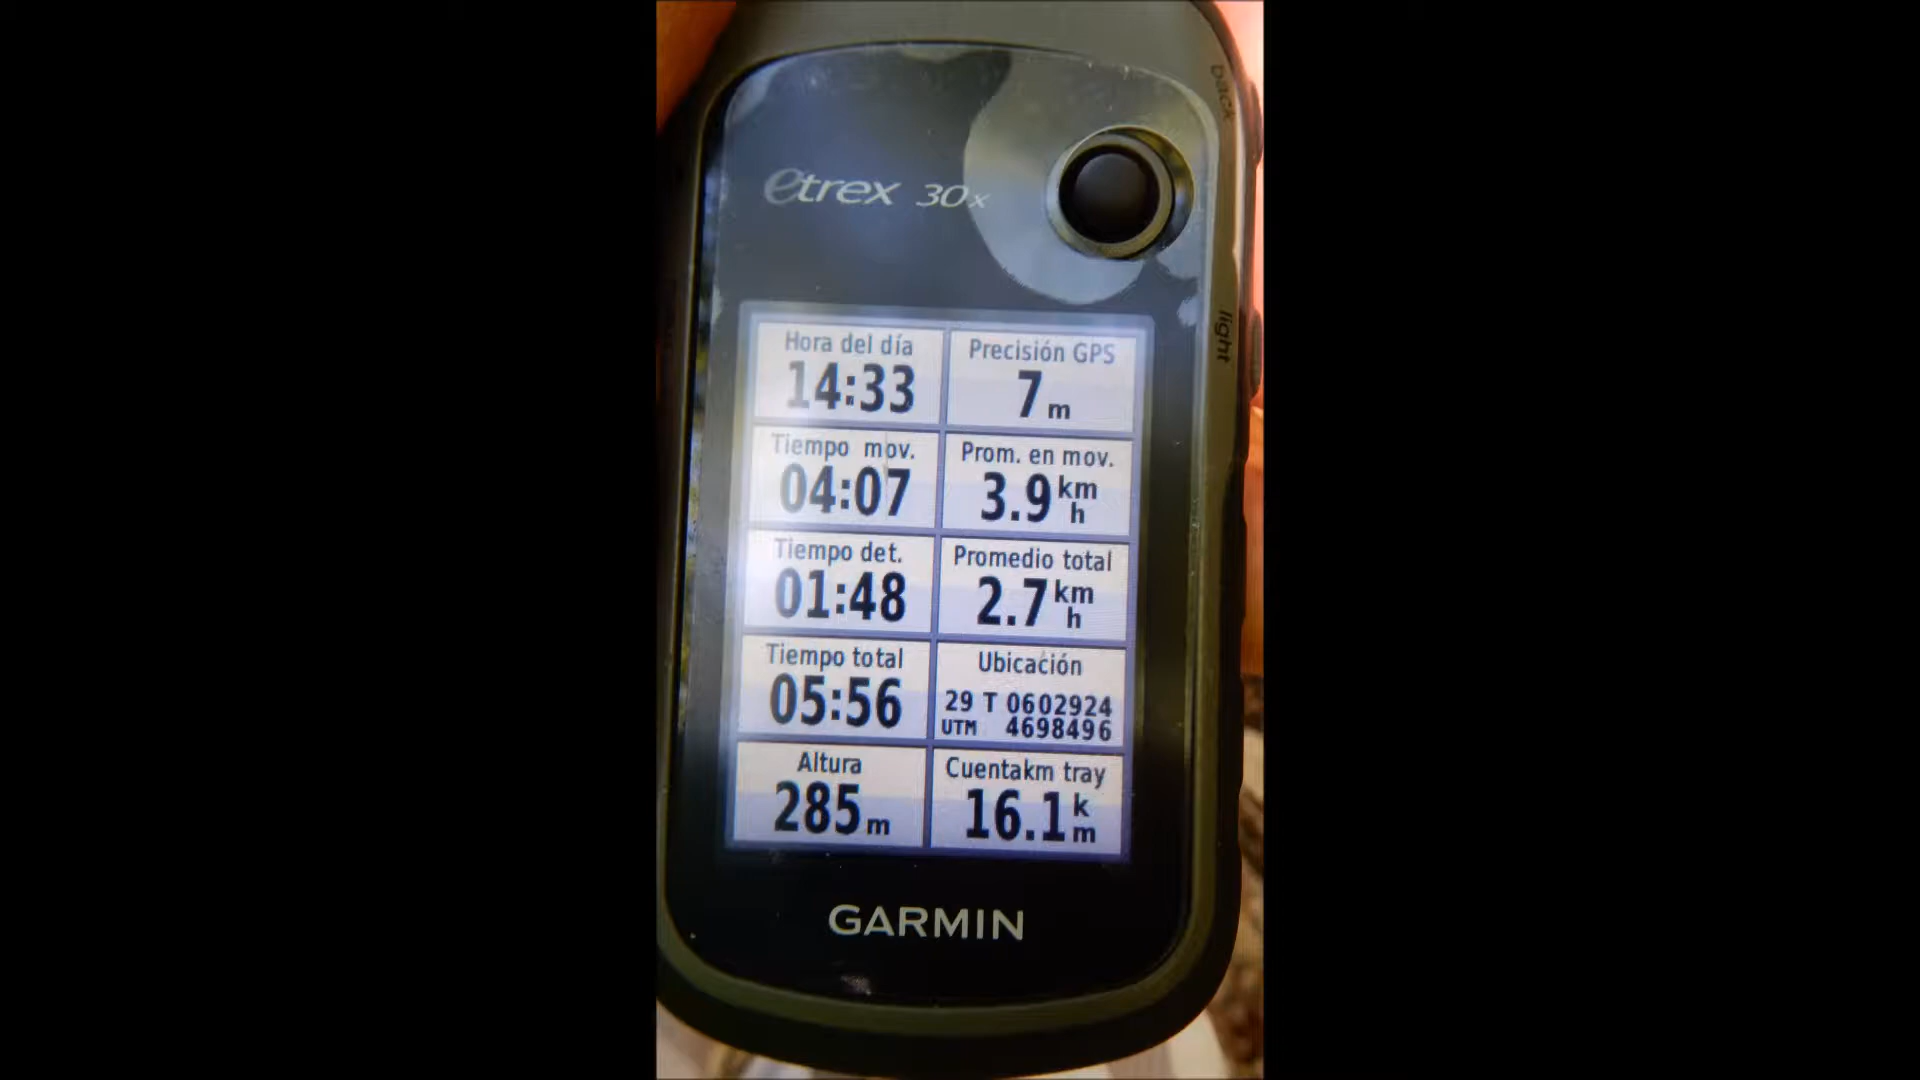 back
etrex 30x
light
Hora del día
14:33
Precisión GPS
7 m
Tiempo mov.
04:07
Prom. en mov.
3.9 km
h
Tiempo det.
01:48
Promedio total
2.7 km
h
Tiempo total
05:56
Ubicación
29 T 0602924
UTM 4698496
Altura
285 m
Cuentakm tray
16.1 k
m
GARMIN